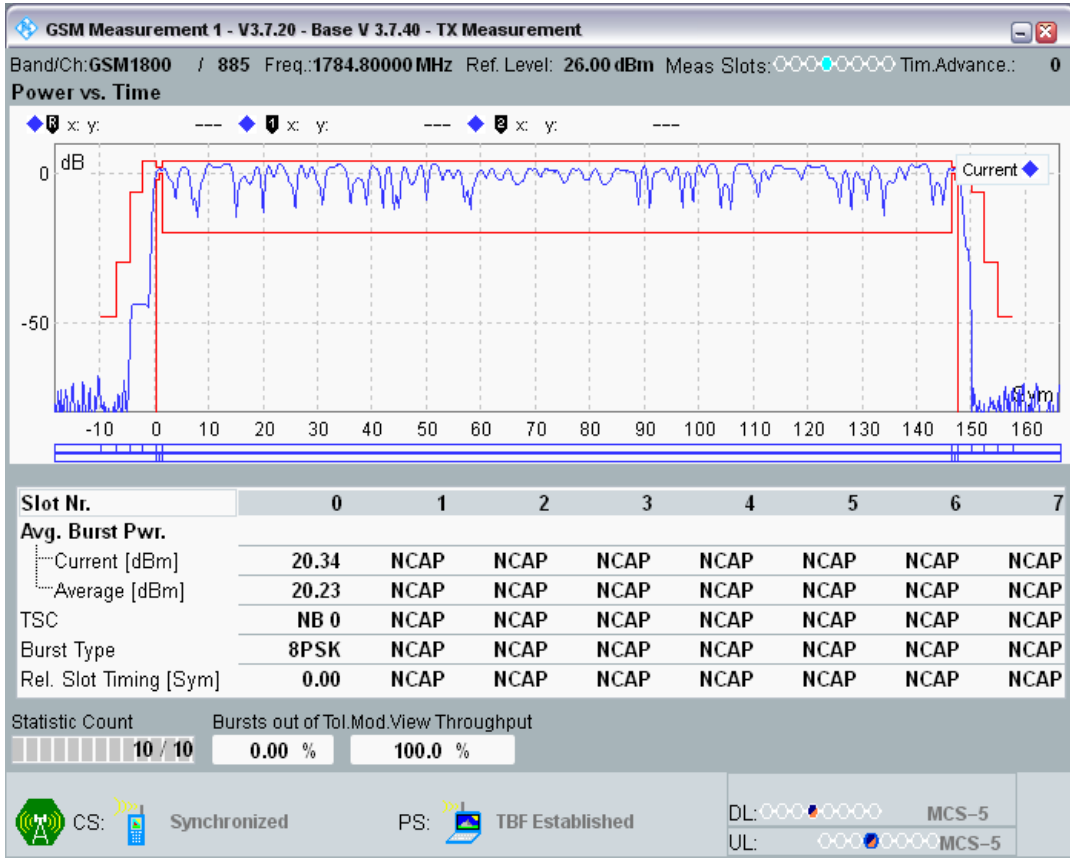 GSM Measurement 1 - V3.7.20 - Base V 3.7.40 - TX Measurement
Band/Ch:GSM1800 / 885 Freq.:1784.80000 MHz Ref. Level: 26.00 dBm Meas Slots: Tim.Advance.: 0
Power vs. Time
R x: y: --- 1 x: y: --- 2 x: y: ---
dB
Current
0
-50
Sym
-10 0 10 20 30 40 50 60 70 80 90 100 110 120 130 140 150 160
Slot Nr. 0 1 2 3 4 5 6 7
Avg. Burst Pwr.
Current [dBm] 20.34 NCAP NCAP NCAP NCAP NCAP NCAP NCAP
Average [dBm] 20.23 NCAP NCAP NCAP NCAP NCAP NCAP NCAP
TSC NB 0 NCAP NCAP NCAP NCAP NCAP NCAP NCAP
Burst Type 8PSK NCAP NCAP NCAP NCAP NCAP NCAP NCAP
Rel. Slot Timing [Sym] 0.00 NCAP NCAP NCAP NCAP NCAP NCAP NCAP
Statistic Count Bursts out of Tol.Mod.View Throughput
10 / 10 0.00 % 100.0 %
CS: Synchronized PS: TBF Established
DL: MCS-5
UL: MCS-5